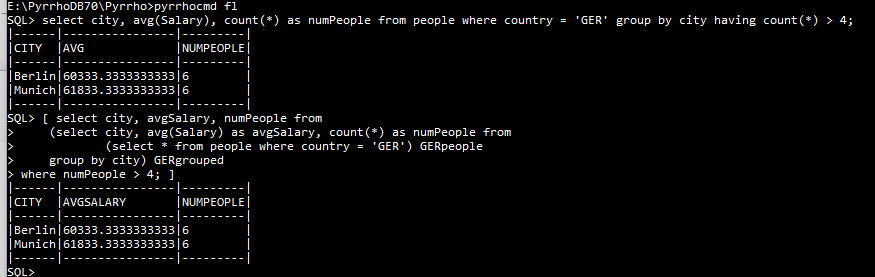 E:\PyrrhoDB70\Pyrrho>pyrrhocmd fl
SQL> select city, avg(Salary), count(*) as numPeople from people where country = 'GER' group by city having count(*) > 4;
|------|----------------|---------|
|CITY  |AVG             |NUMPEOPLE|
|------|----------------|---------|
|Berlin|60333.3333333333|6        |
|Munich|61833.3333333333|6        |
|------|----------------|---------|
SQL> [ select city, avgSalary, numPeople from
>     (select city, avg(Salary) as avgSalary, count(*) as numPeople from
>             (select * from people where country = 'GER') GERpeople
>     group by city) GERgrouped
> where numPeople > 4; ]
|------|----------------|---------|
|CITY  |AVGSALARY       |NUMPEOPLE|
|------|----------------|---------|
|Berlin|60333.3333333333|6        |
|Munich|61833.3333333333|6        |
|------|----------------|---------|
SQL>